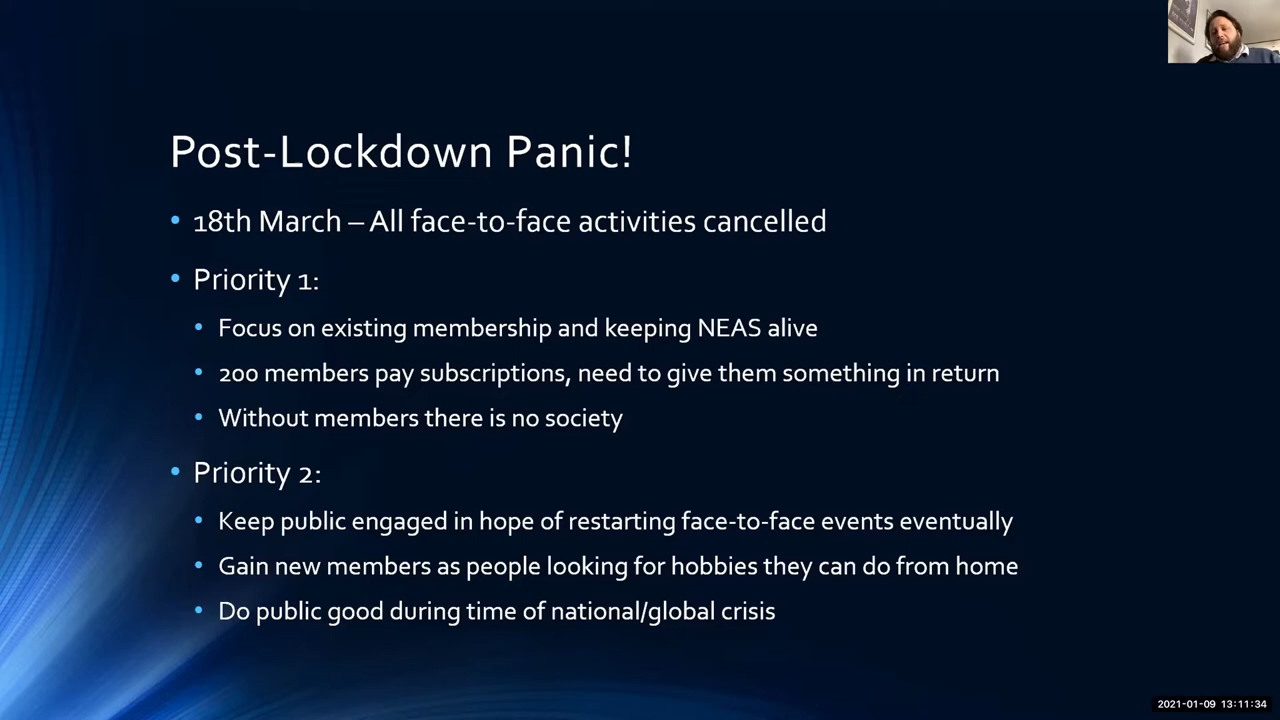 Post-Lockdown Panic!
• 18th March – All face-to-face activities cancelled
• Priority 1:
• Focus on existing membership and keeping NEAS alive
• 200 members pay subscriptions, need to give them something in return
• Without members there is no society
• Priority 2:
• Keep public engaged in hope of restarting face-to-face events eventually
• Gain new members as people looking for hobbies they can do from home
• Do public good during time of national/global crisis
2021-01-09 13:11:34